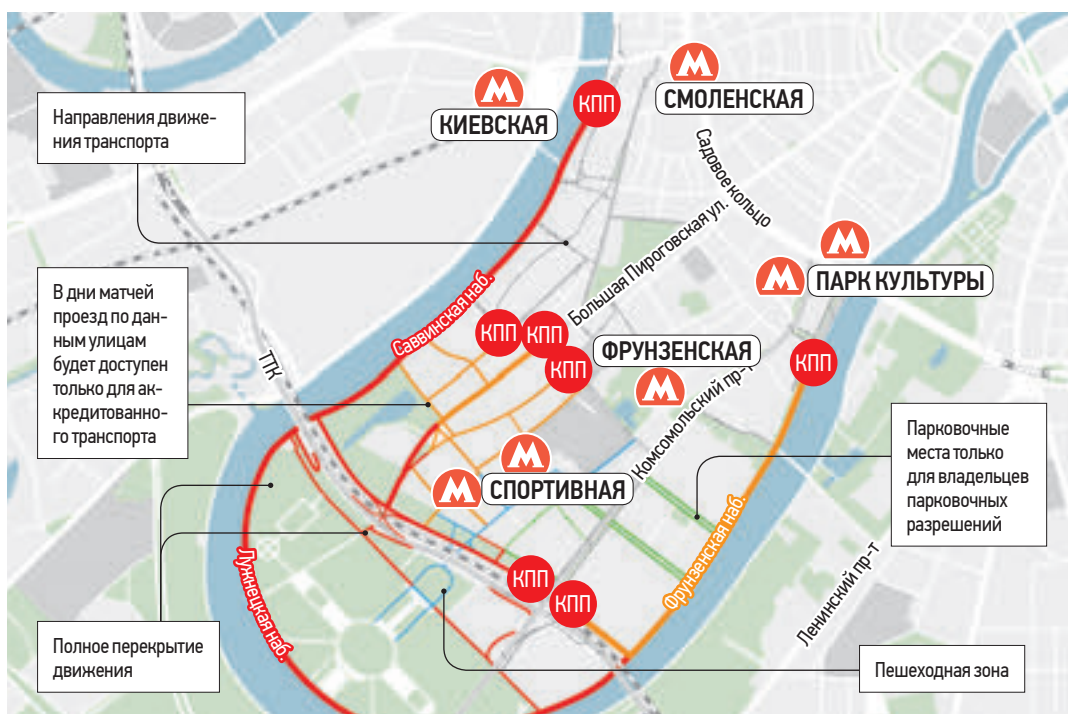 М
КИЕВСКАЯ
КПП
М
СМОЛЕНСКАЯ
Направления движе-
ния транспорта
Садовое кольцо
Большая Пироговская ул.
М
М
ПАРК КУЛЬТУРЫ
В дни матчей
проезд по дан-
ным улицам
будет доступен
только для ак-
кредитованно-
го транспорта
ТТК
Саввинская наб.
КПП
КПП
КПП
ФРУНЗЕНСКАЯ
М
КПП
Комсомольский пр-т
М
М
СПОРТИВНАЯ
Парковочные
места только
для владельцев
парковочных
разрешений
Фрунзенская наб.
КПП
КПП
Ленинский пр-т
Лужнецкая наб.
Полное перекрытие
движения
Пешеходная зона